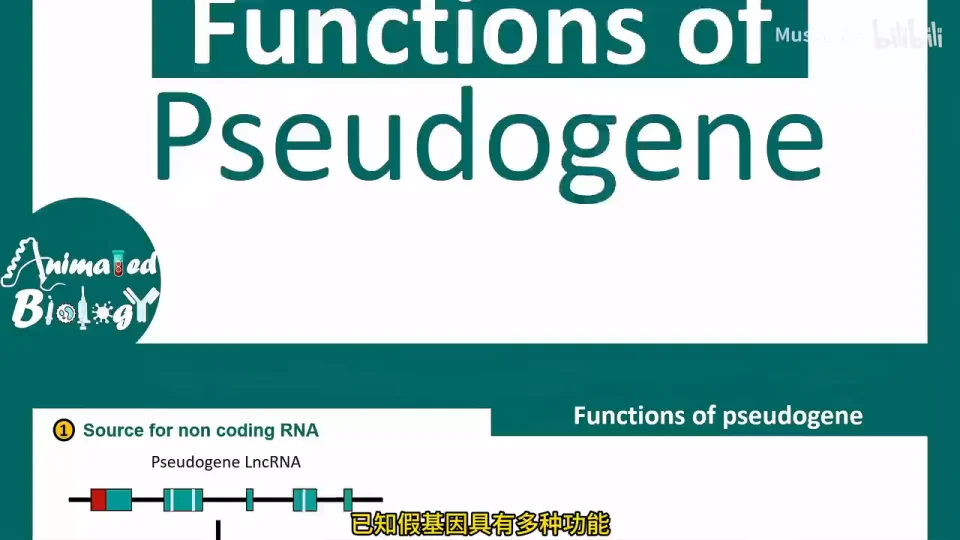 Functions of
bilibili
Pseudogene
Animated
Biology
Functions of pseudogene
1 Source for non coding RNA
Pseudogene LncRNA
已知假基因具有多种功能